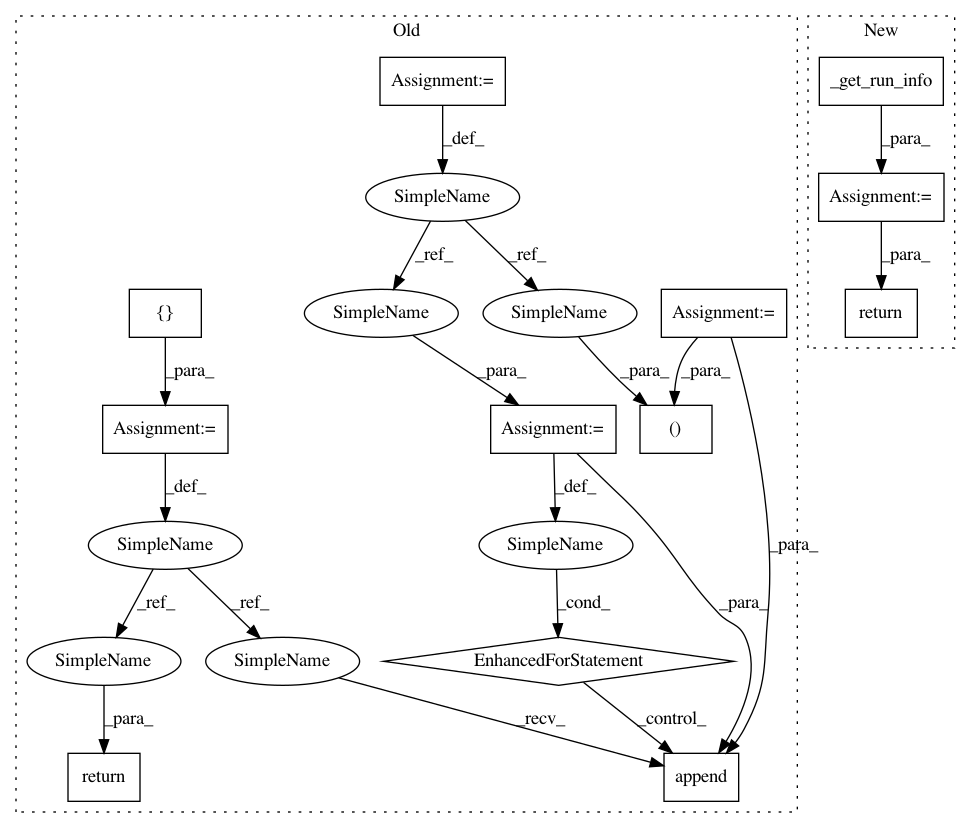 Old
New
Assignment:=
_get_run_info
_def_
_para_
SimpleName
Assignment:=
_ref_
_ref_
_para_
{}
SimpleName
SimpleName
Assignment:=
return
_para_
_para_
_para_
_para_
Assignment:=
Assignment:=
()
_def_
_def_
SimpleName
SimpleName
_para_
_ref_
_ref_
_cond_
_para_
SimpleName
SimpleName
EnhancedForStatement
_para_
_recv_
_control_
return
append